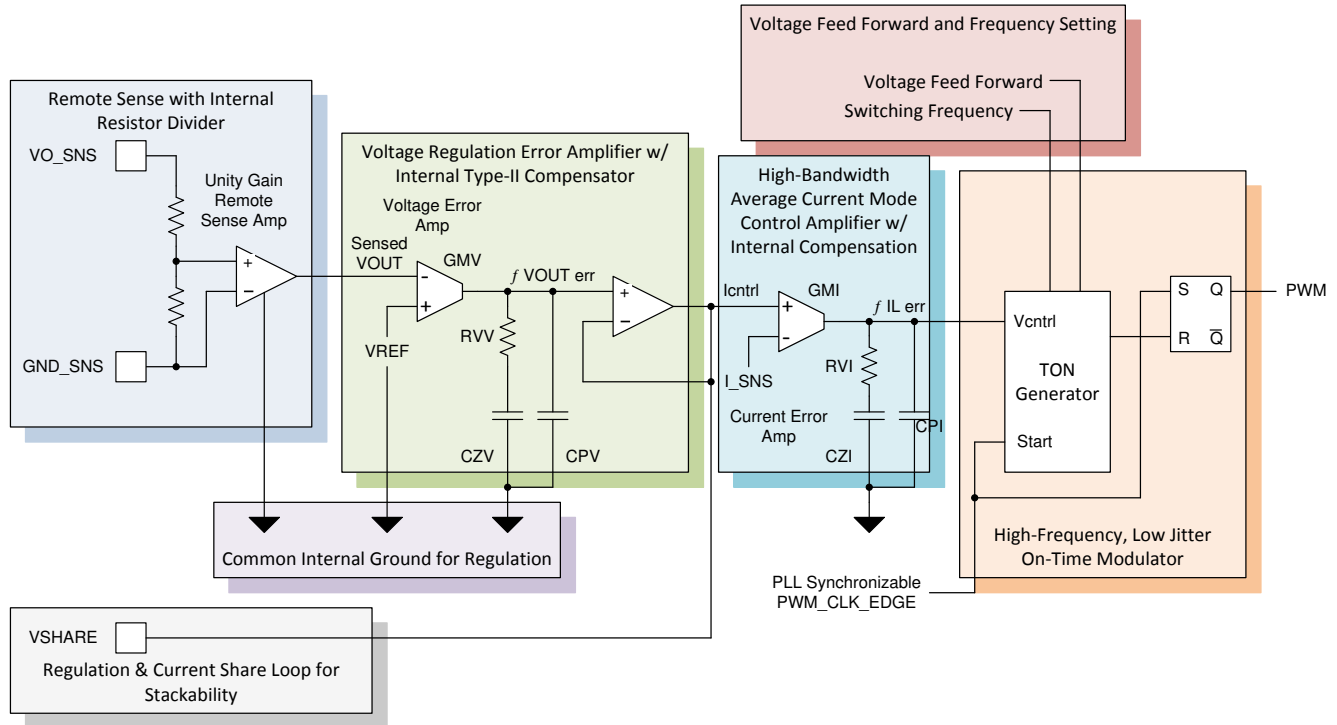 Voltage Feed Forward and Frequency Setting
Voltage Feed Forward
Switching Frequency
Remote Sense with Internal
Resistor Divider
VO_SNS
Unity Gain
Remote
Sense Amp
+
−
GND_SNS
Voltage Regulation Error Amplifier w/
Internal Type-II Compensator
Voltage Error
Amp
Sensed
VOUT
GMV
-
+
VREF
ƒ VOUT err
RVV
CZV
CPV
+
−
High-Bandwidth
Average Current Mode
Control Amplifier w/
Internal Compensation
Icntrl
GMI
+
-
I_SNS
ƒ IL err
RVI
Current Error
Amp
CPI
CZI
Vcntrl
TON
Generator
Start
S
Q
R
Q̅
PWM
High-Frequency, Low Jitter
On-Time Modulator
PLL Synchronizable
PWM_CLK_EDGE
Common Internal Ground for Regulation
VSHARE
Regulation & Current Share Loop for
Stackability